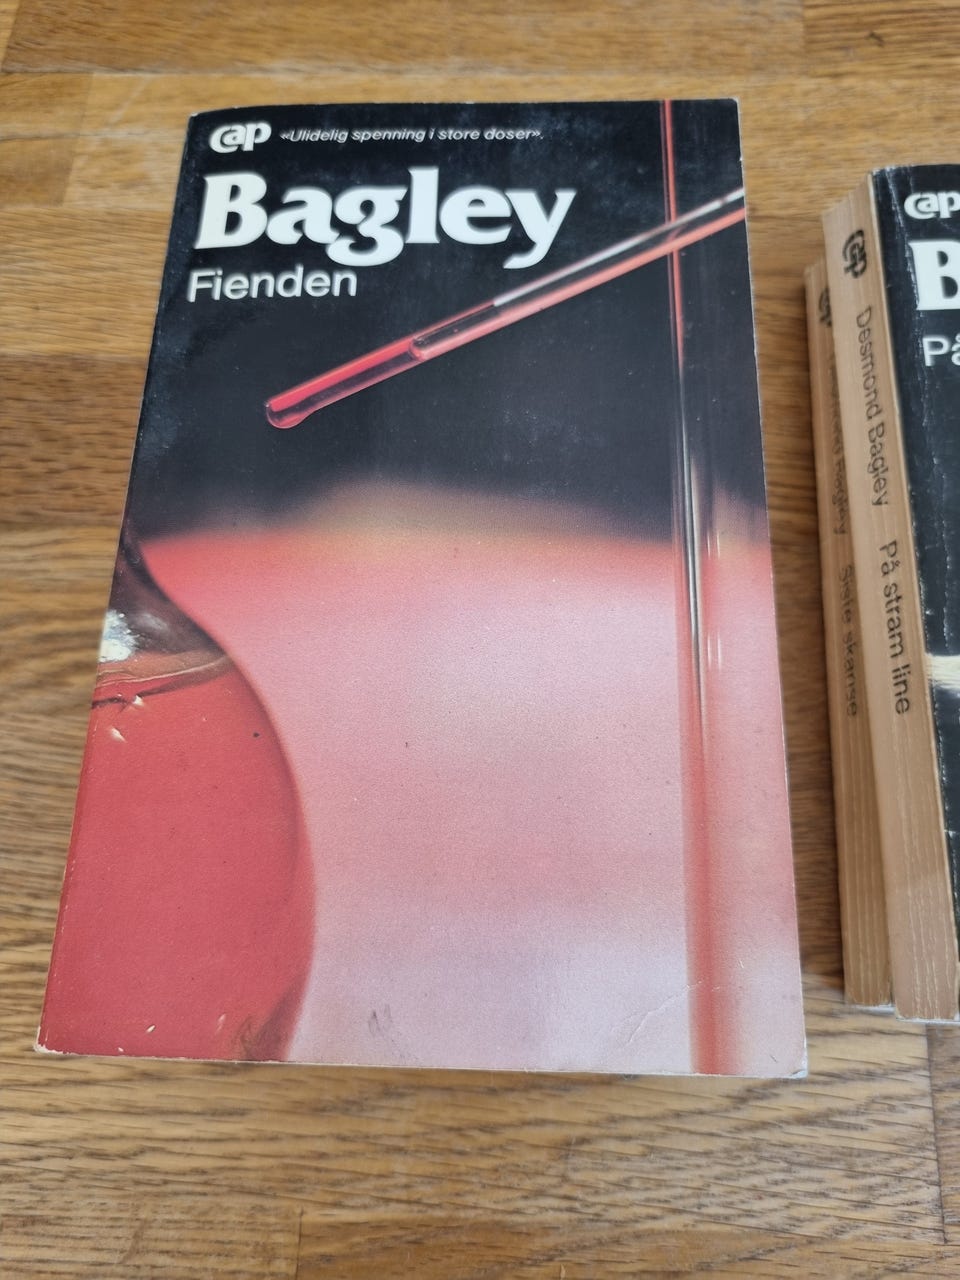 cap «Ulidelig spenning i store doser».
Bagley
Fienden
cap Desmond Bagley Siste skanse
cap Desmond Bagley På stram line
cap
B
På